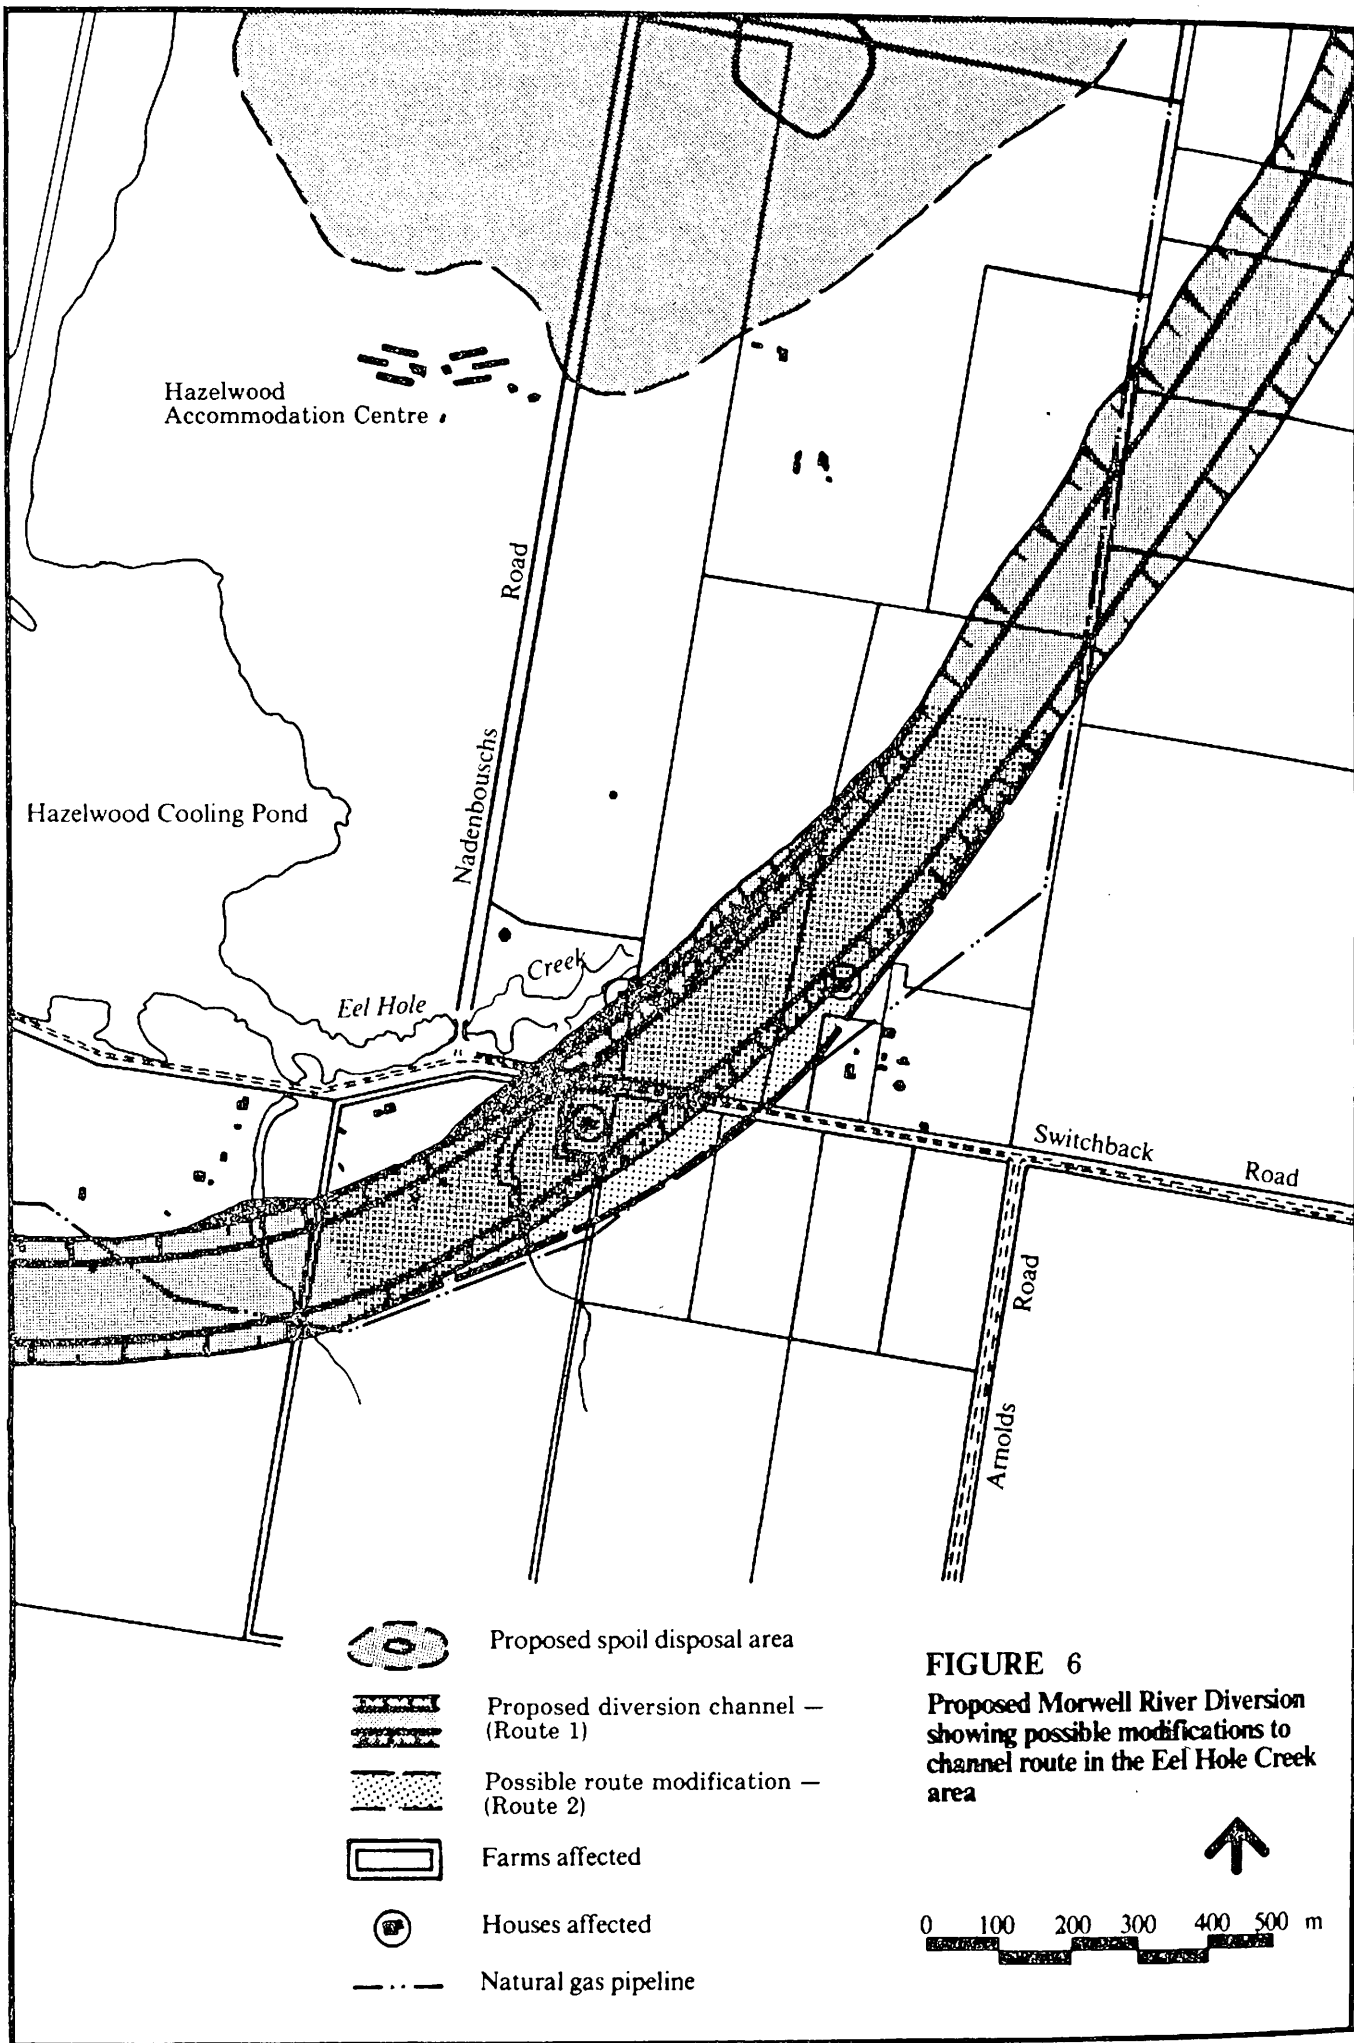 Hazelwood
Accommodation Centre
Road
Nadenbouschs
Hazelwood Cooling Pond
Creek
Eel Hole
Switchback
Road
Road
Arnolds
Proposed spoil disposal area
Proposed diversion channel —
(Route 1)
Possible route modification —
(Route 2)
Farms affected
Houses affected
Natural gas pipeline
FIGURE 6
Proposed Morwell River Diversion
showing possible modifications to
channel route in the Eel Hole Creek
area
0 100 200 300 400 500 m